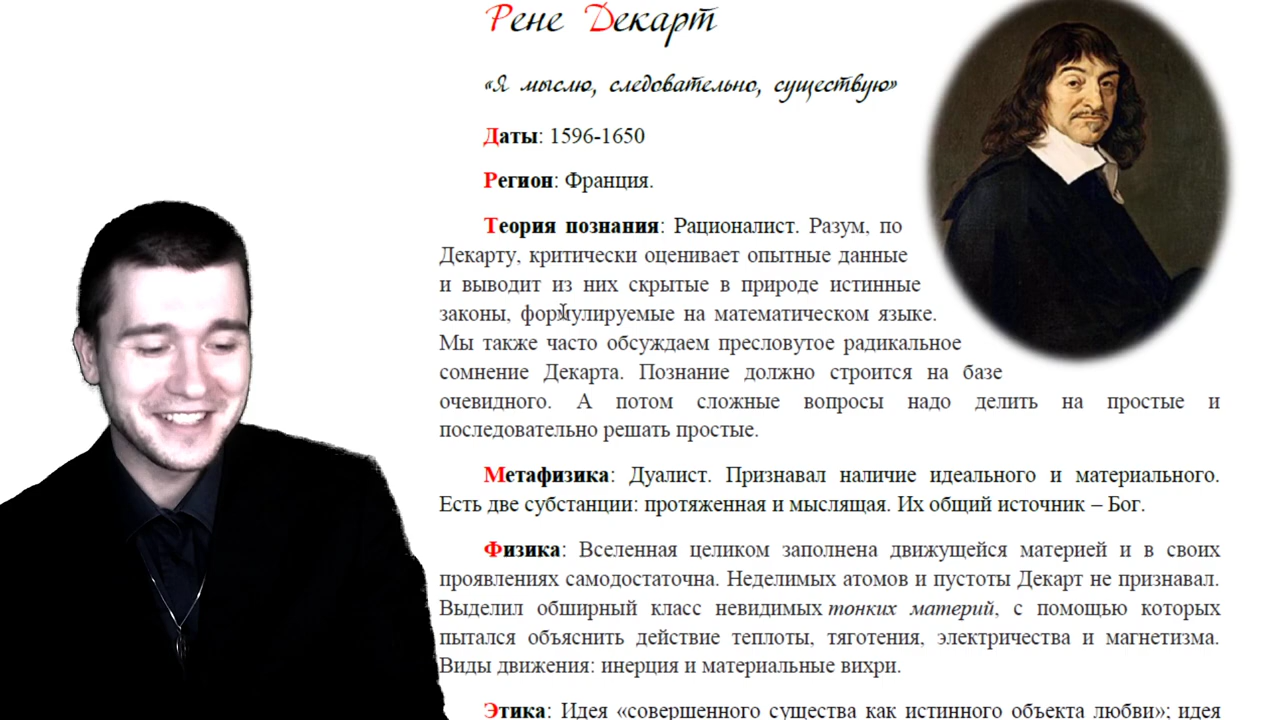 Рене Декарт
«Я мыслю, следовательно, существую»
Даты: 1596-1650
Регион: Франция.
Теория познания: Рационалист. Разум, по
Декарту, критически оценивает опытные данные
и выводит из них скрытые в природе истинные
законы, формулируемые на математическом языке.
Мы также часто обсуждаем пресловутое радикальное
сомнение Декарта. Познание должно строится на базе
очевидного. А потом сложные вопросы надо делить на простые и
последовательно решать простые.
Метафизика: Дуалист. Признавал наличие идеального и материального.
Есть две субстанции: протяженная и мыслящая. Их общий источник – Бог.
Физика: Вселенная целиком заполнена движущейся материей и в своих
проявлениях самодостаточна. Неделимых атомов и пустоты Декарт не признавал.
Выделил обширный класс невидимых тонких материй, с помощью которых
пытался объяснить действие теплоты, тяготения, электричества и магнетизма.
Виды движения: инерция и материальные вихри.
Этика: Идея «совершенного существа как истинного объекта любви»; идея